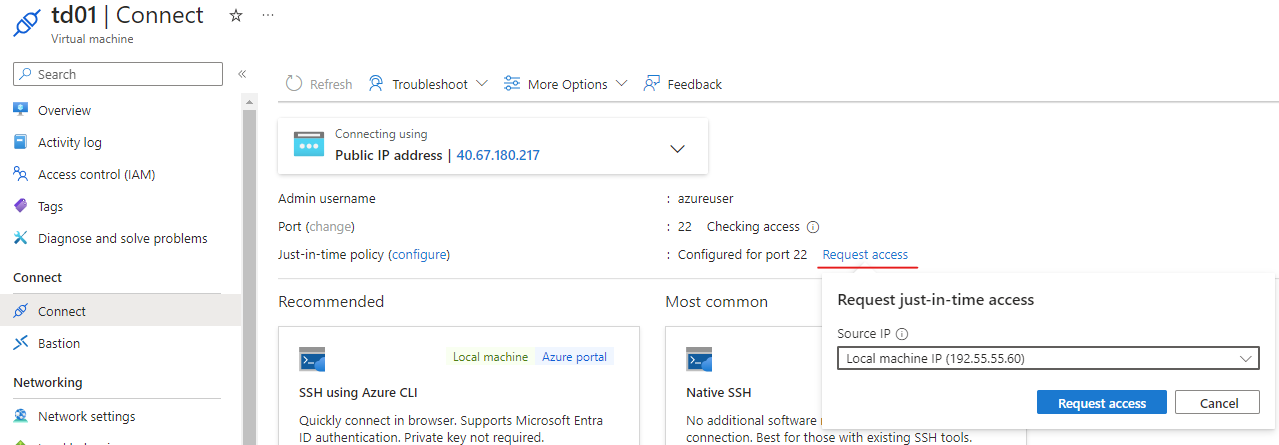 td01 | Connect
Virtual machine
Search
Overview
Activity log
Access control (IAM)
Tags
Diagnose and solve problems
Connect
Connect
Bastion
Networking
Network settings
Refresh Troubleshoot More Options Feedback
Connecting using
Public IP address | 40.67.180.217
Admin username : azureuser
Port (change) : 22 Checking access
Just-in-time policy (configure) : Configured for port 22 Request access
Recommended
Local machine Azure portal
SSH using Azure CLI
Quickly connect in browser. Supports Microsoft Entra
ID authentication. Private key not required.
Most common
Native SSH
No additional software
connection. Best for those with existing SSH tools.
Request just-in-time access
Source IP
Local machine IP (192.55.55.60)
Request access Cancel